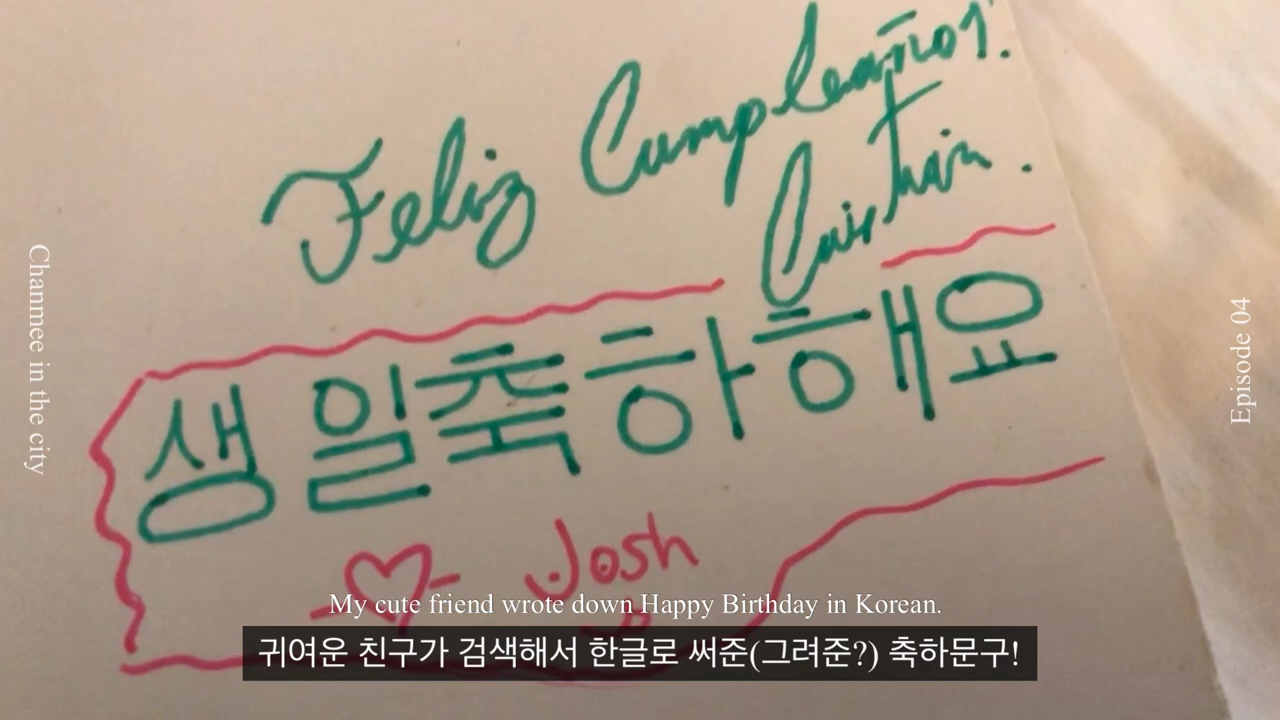 Feliz Cumpleaños!.
생일축하해요
Josh
My cute friend wrote down Happy Birthday in Korean.
귀여운 친구가 검색해서 한글로 써준(그려준?) 축하문구!
Chanmee in the city
Episode 04